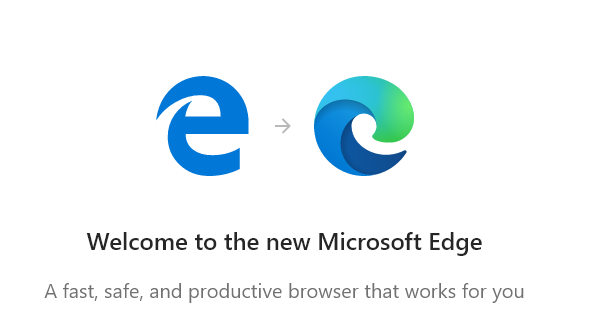 Welcome to the new Microsoft Edge
A fast, safe, and productive browser that works for you